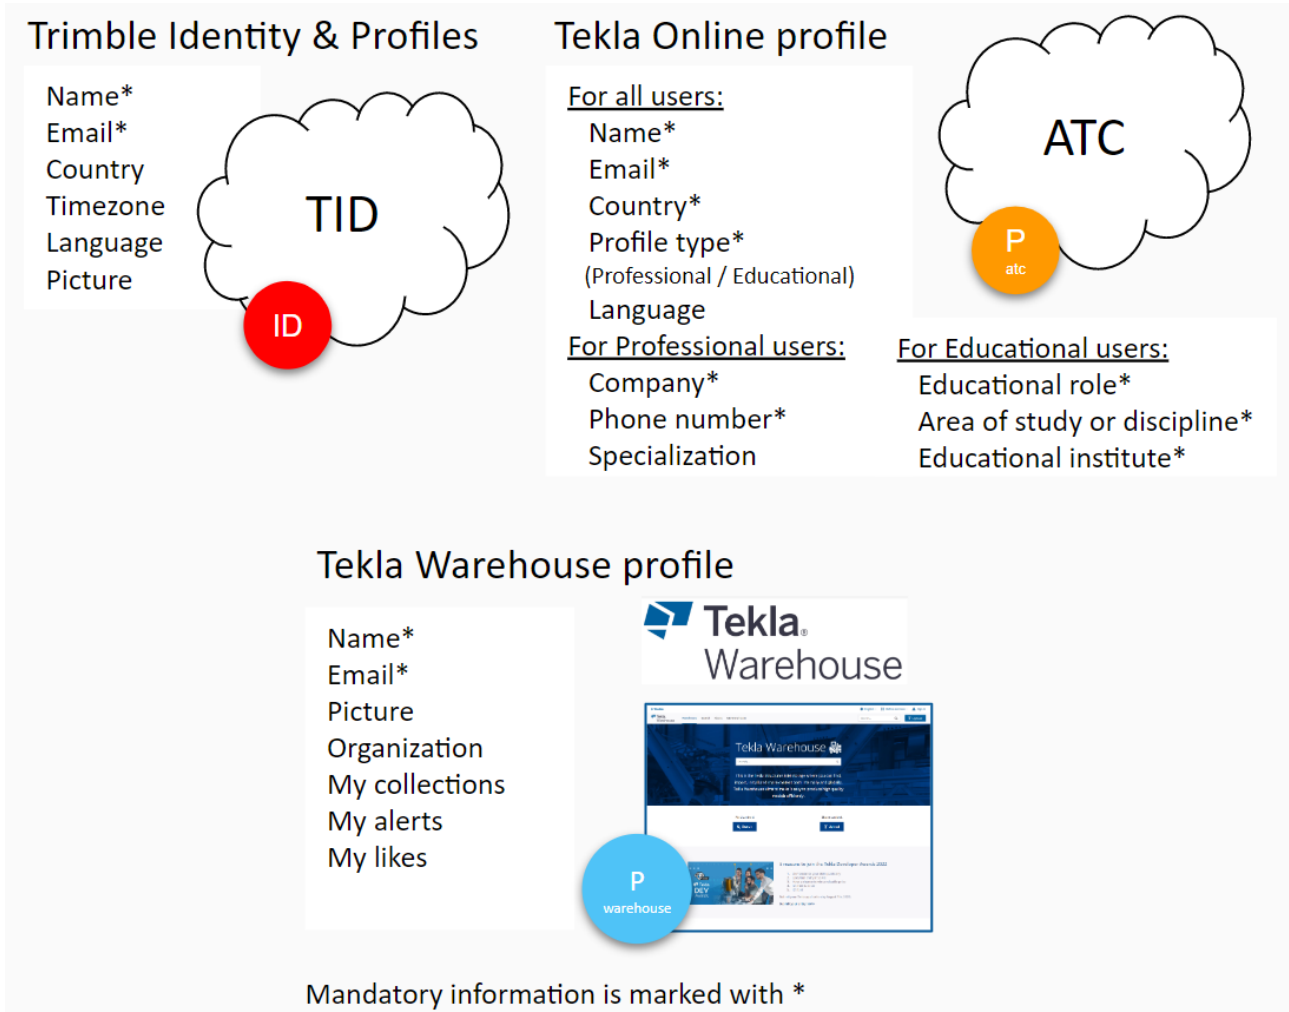 Trimble Identity & Profiles
Name*
Email*
Country
Timezone
Language
Picture
TID
ID
Tekla Online profile
For all users:
Name*
Email*
Country*
Profile type*
(Professional / Educational)
Language
For Professional users:
Company*
Phone number*
Specialization
ATC
P
atc
For Educational users:
Educational role*
Area of study or discipline*
Educational institute*
Tekla Warehouse profile
Name*
Email*
Picture
Organization
My collections
My alerts
My likes
Tekla®
Warehouse
Tekla Warehouse
Tekla
DEV
P
warehouse
Mandatory information is marked with *